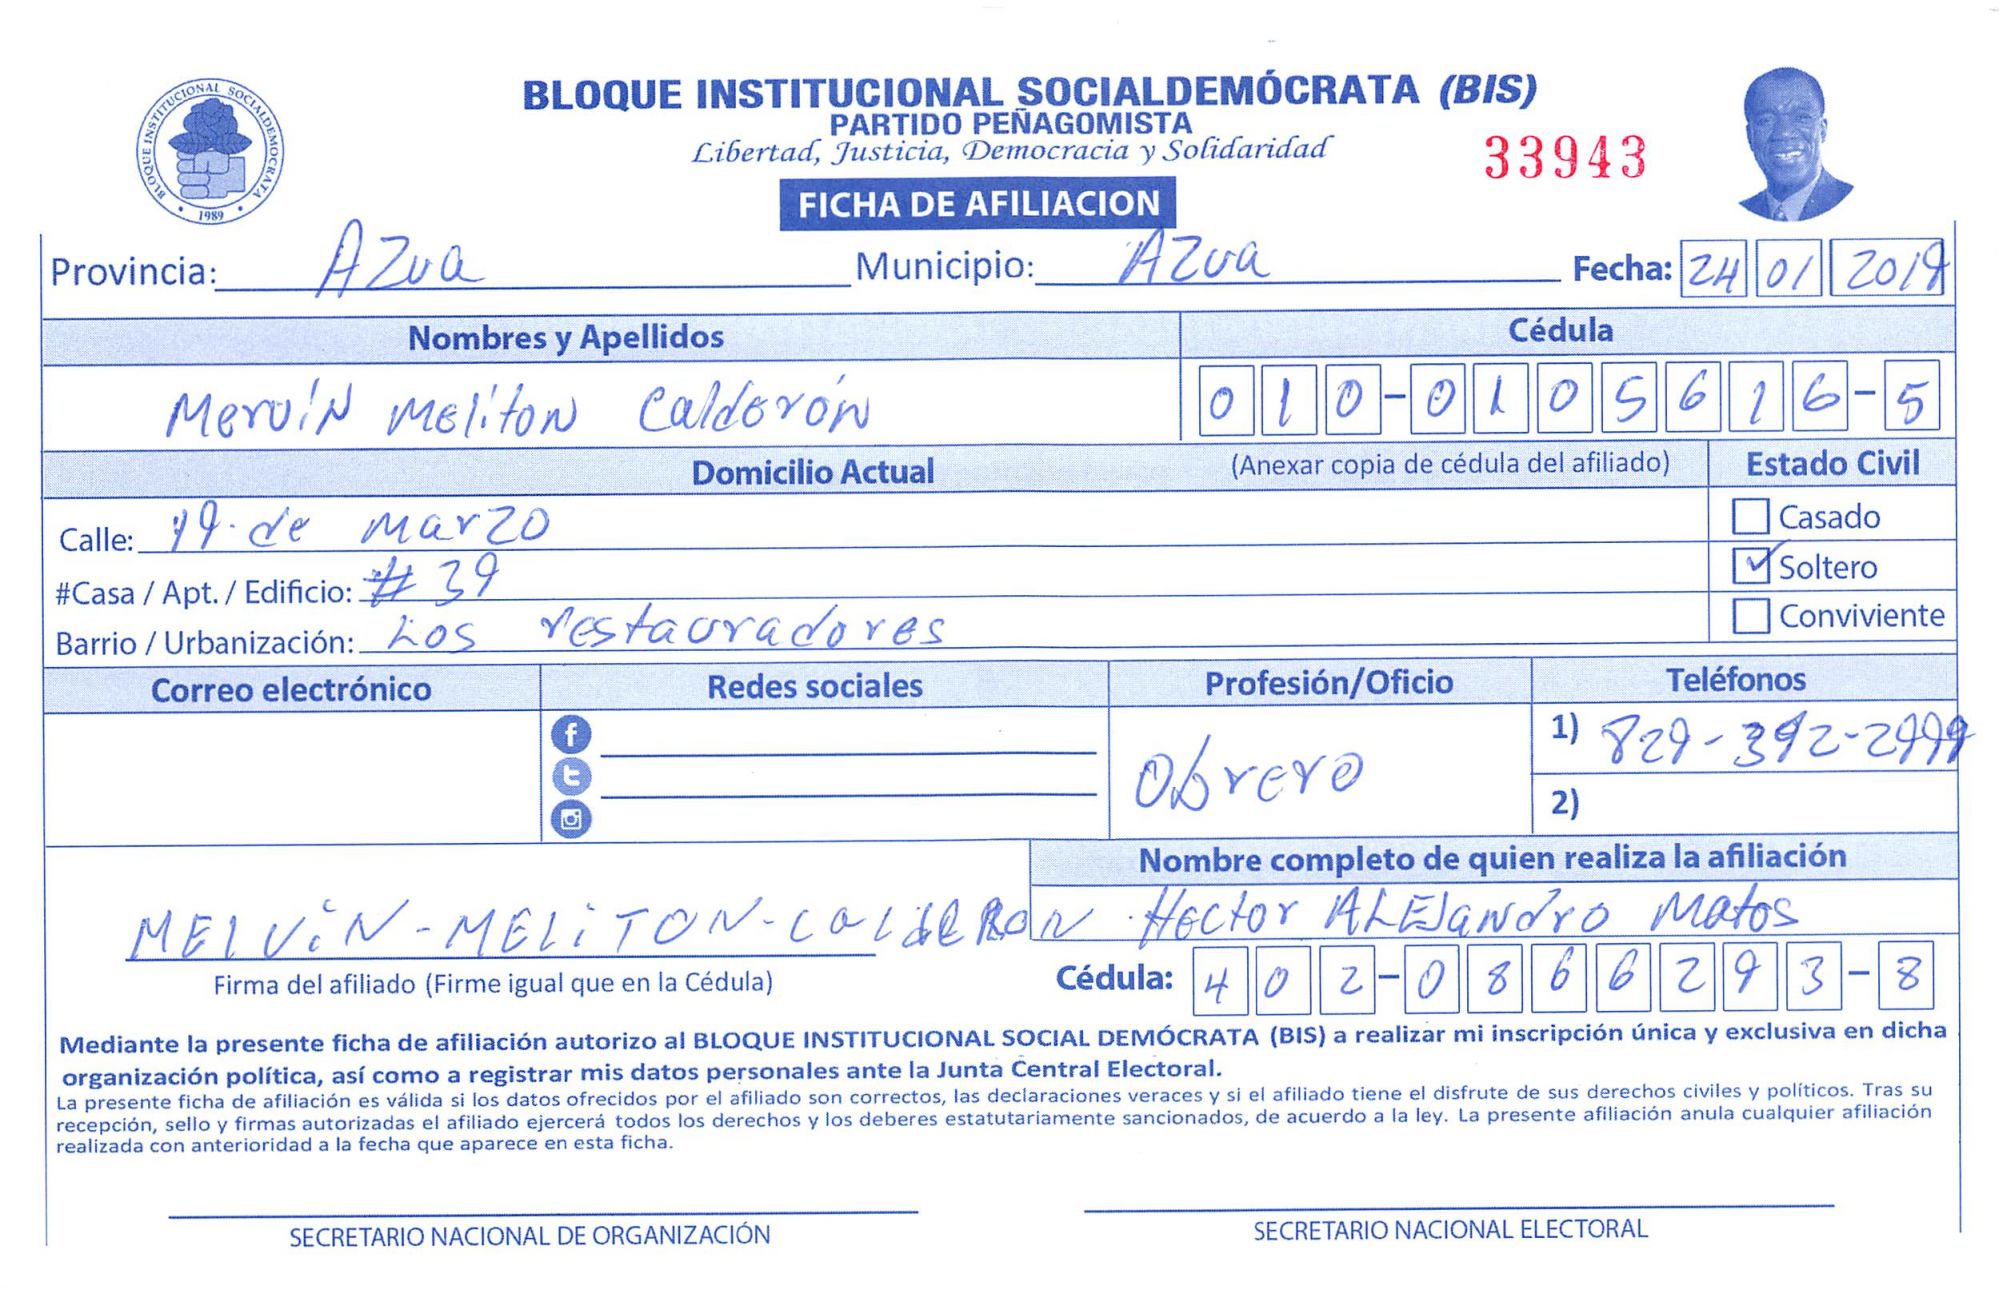 BLOQUE INSTITUCIONAL SOCIALDEMOCRATA
1989
BLOQUE INSTITUCIONAL SOCIALDEMÓCRATA (BIS)
PARTIDO PEÑAGOMISTA
Libertad, Justicia, Democracia y Solidaridad
33943
FICHA DE AFILIACION
Provincia: AZua Municipio: AZua Fecha: 24 01 2019
Nombres y Apellidos Cédula
MervíN MelitoN Calderón 010-0105616-5
Domicilio Actual (Anexar copia de cédula del afiliado) Estado Civil
Calle: 19 de Marzo Casado
#Casa / Apt. / Edificio: #39 Soltero
Barrio / Urbanización: Los restauradores Conviviente
Correo electrónico Redes sociales Profesión/Oficio Teléfonos
Obrero 1) 829-392-2999
2)
Nombre completo de quien realiza la afiliación
MELViN-MELiTON-CalDERON Hector ALEJandro Matos
Firma del afiliado (Firme igual que en la Cédula) Cédula: 402-0866293-8
Mediante la presente ficha de afiliación autorizo al BLOQUE INSTITUCIONAL SOCIAL DEMÓCRATA (BIS) a realizar mi inscripción única y exclusiva en dicha
organización política, así como a registrar mis datos personales ante la Junta Central Electoral.
La presente ficha de afiliación es válida si los datos ofrecidos por el afiliado son correctos, las declaraciones veraces y si el afiliado tiene el disfrute de sus derechos civiles y políticos. Tras su
recepción, sello y firmas autorizadas el afiliado ejercerá todos los derechos y los deberes estatutariamente sancionados, de acuerdo a la ley. La presente afiliación anula cualquier afiliación
realizada con anterioridad a la fecha que aparece en esta ficha.
SECRETARIO NACIONAL DE ORGANIZACIÓN SECRETARIO NACIONAL ELECTORAL